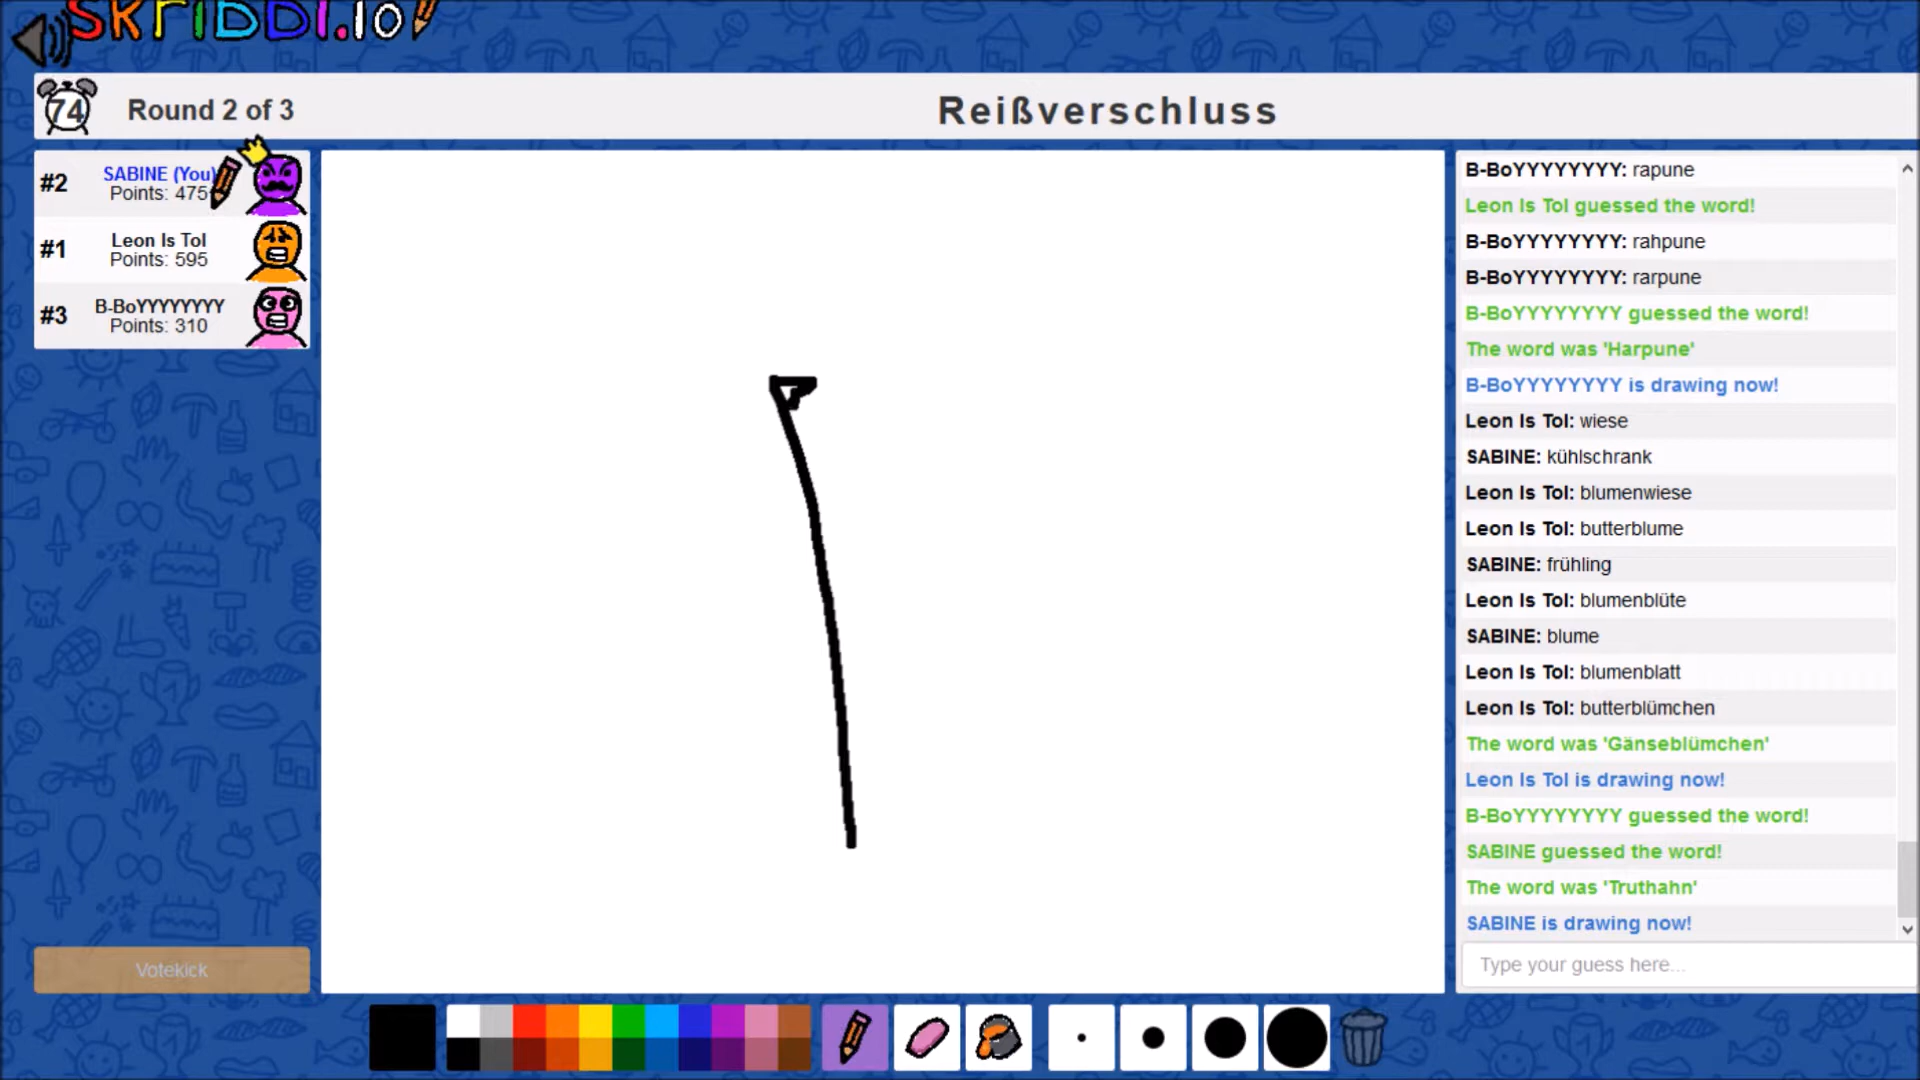 skribbl.io
74
Round 2 of 3
Reißverschluss
#2
SABINE (You)
Points: 475
#1
Leon Is Tol
Points: 595
#3
B-BoYYYYYYYY
Points: 310
B-BoYYYYYYYY: rapune
Leon Is Tol guessed the word!
B-BoYYYYYYYY: rahpune
B-BoYYYYYYYY: rarpune
B-BoYYYYYYYY guessed the word!
The word was 'Harpune'
B-BoYYYYYYYY is drawing now!
Leon Is Tol: wiese
SABINE: kühlschrank
Leon Is Tol: blumenwiese
Leon Is Tol: butterblume
SABINE: frühling
Leon Is Tol: blumenblüte
SABINE: blume
Leon Is Tol: blumenblatt
Leon Is Tol: butterblümchen
The word was 'Gänseblümchen'
Leon Is Tol is drawing now!
B-BoYYYYYYYY guessed the word!
SABINE guessed the word!
The word was 'Truthahn'
SABINE is drawing now!
Type your guess here...
Votekick